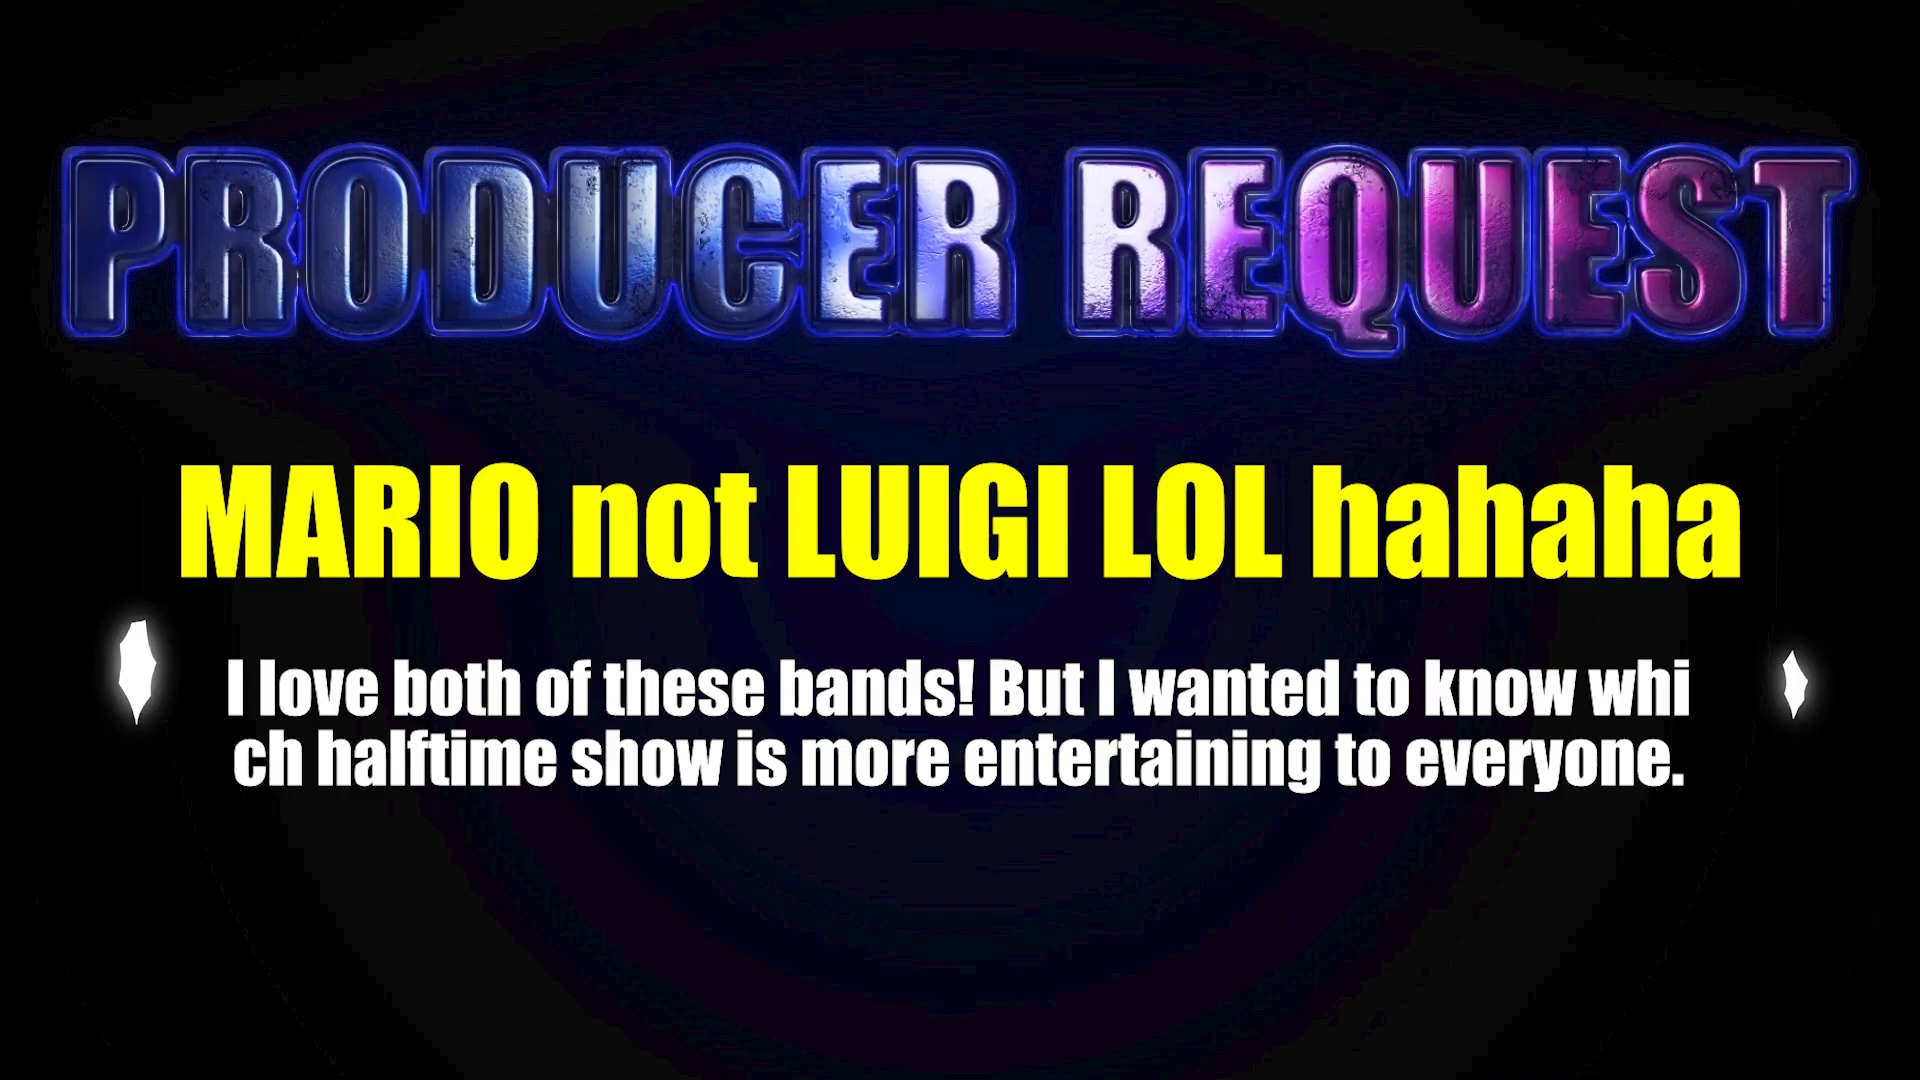 PRODUCER REQUEST
MARIO not LUIGI LOL hahaha
I love both of these bands! But I wanted to know whi
ch halftime show is more entertaining to everyone.